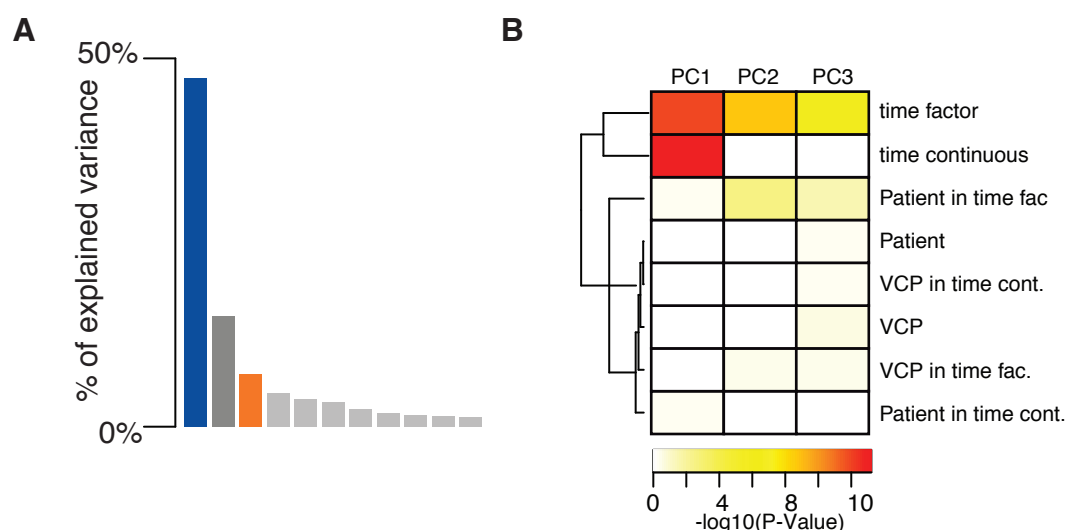 A
50%
% of explained variance
0%
B
PC1 PC2 PC3
time factor
time continuous
Patient in time fac
Patient
VCP in time cont.
VCP
VCP in time fac.
Patient in time cont.
0 4 8 10
-log10(P-Value)